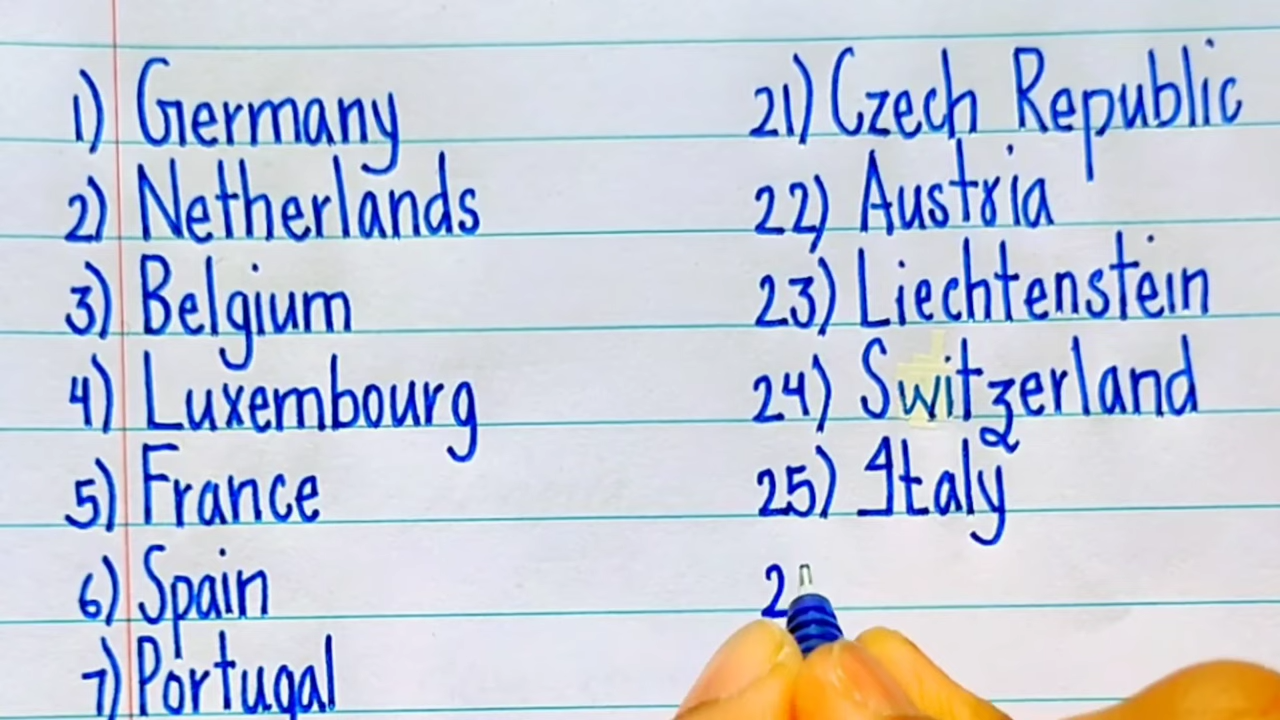 1) Germany
2) Netherlands
3) Belgium
4) Luxembourg
5) France
6) Spain
7) Portugal
21) Czech Republic
22) Austria
23) Liechtenstein
24) Switzerland
25) Italy
2